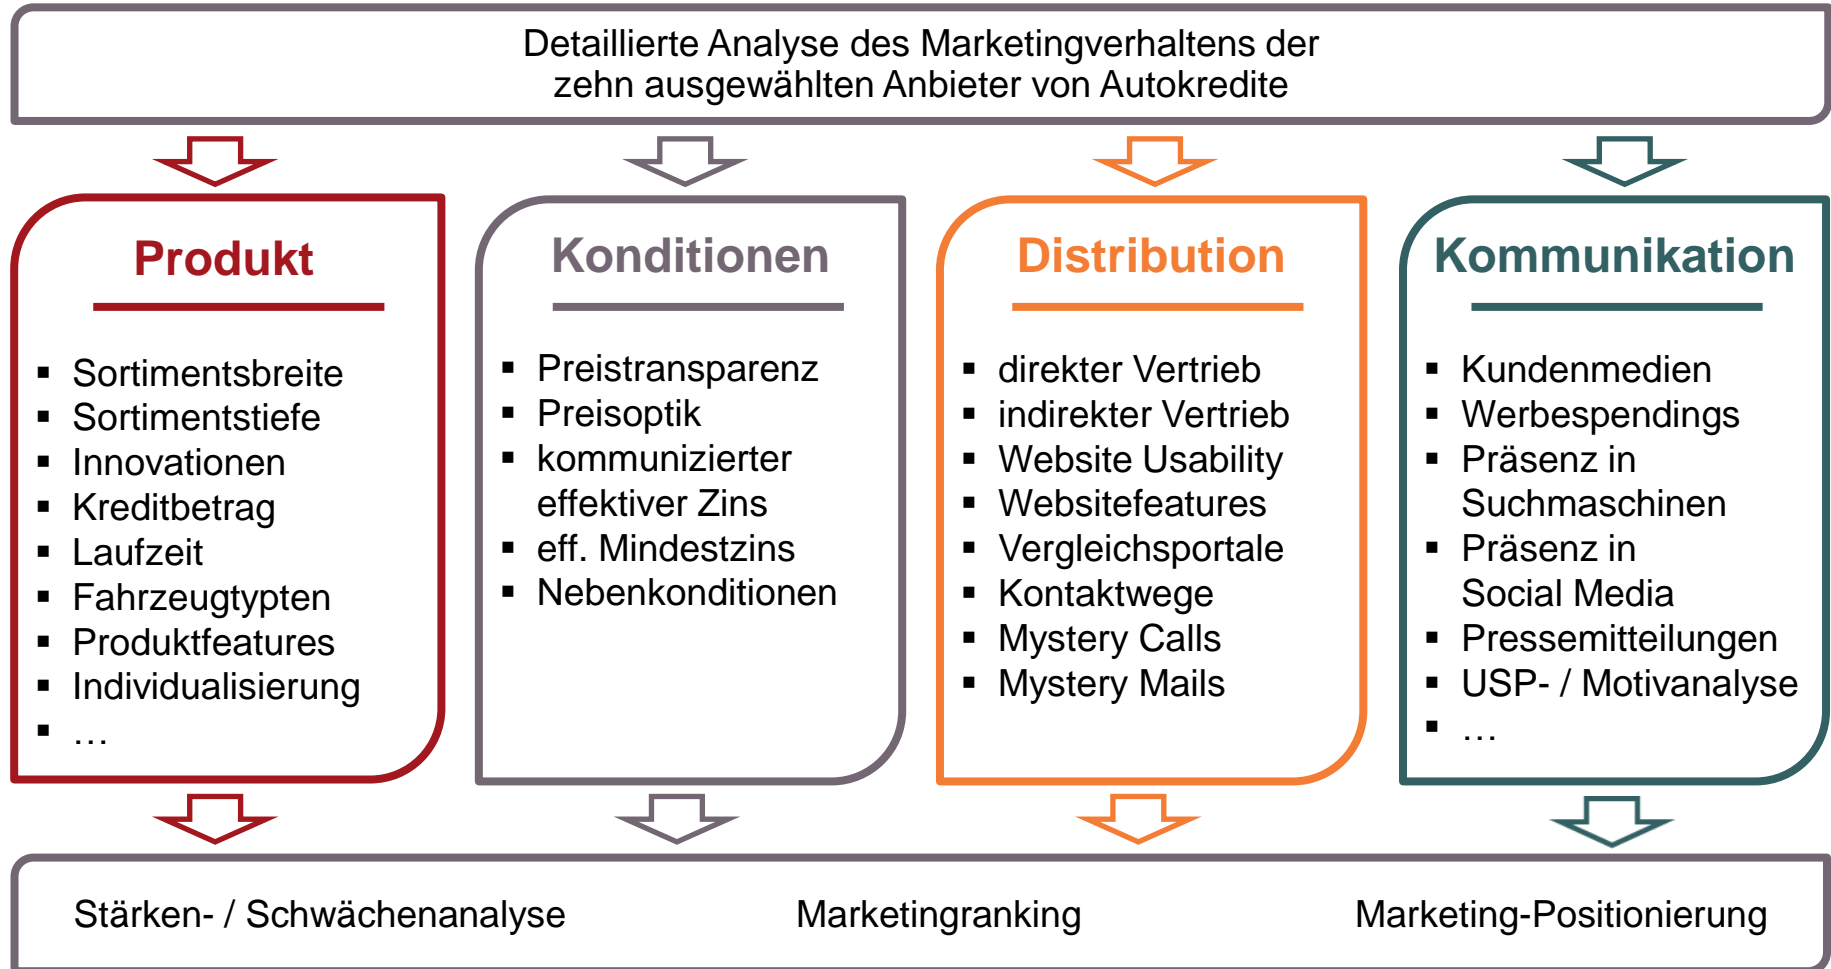 Detaillierte Analyse des Marketingverhaltens der
zehn ausgewählten Anbieter von Autokredite
Produkt
▪ Sortimentsbreite
▪ Sortimentstiefe
▪ Innovationen
▪ Kreditbetrag
▪ Laufzeit
▪ Fahrzeugtypten
▪ Produktfeatures
▪ Individualisierung
▪ …
Konditionen
▪ Preistransparenz
▪ Preisoptik
▪ kommunizierter
effektiver Zins
▪ eff. Mindestzins
▪ Nebenkonditionen
Distribution
▪ direkter Vertrieb
▪ indirekter Vertrieb
▪ Website Usability
▪ Websitefeatures
▪ Vergleichsportale
▪ Kontaktwege
▪ Mystery Calls
▪ Mystery Mails
Kommunikation
▪ Kundenmedien
▪ Werbespendings
▪ Präsenz in
Suchmaschinen
▪ Präsenz in
Social Media
▪ Pressemitteilungen
▪ USP- / Motivanalyse
▪ …
Stärken- / Schwächenanalyse
Marketingranking
Marketing-Positionierung